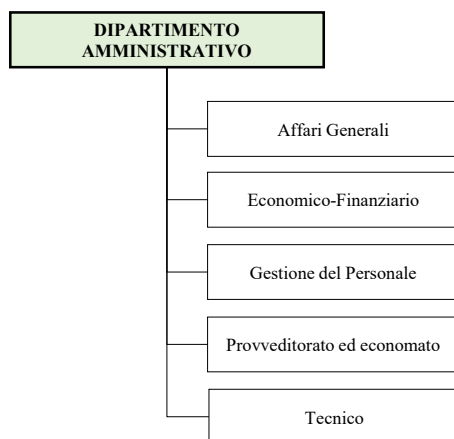 DIPARTIMENTO
AMMINISTRATIVO
Affari Generali
Economico-Finanziario
Gestione del Personale
Provveditorato ed economato
Tecnico